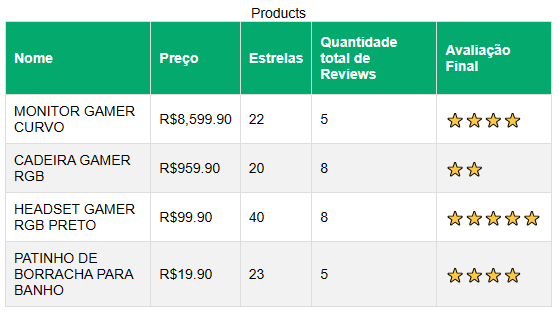 Products
Nome Preço Estrelas Quantidade total de Reviews Avaliação Final
MONITOR GAMER CURVO R$8,599.90 22 5
CADEIRA GAMER RGB R$959.90 20 8
HEADSET GAMER RGB PRETO R$99.90 40 8
PATINHO DE BORRACHA PARA BANHO R$19.90 23 5